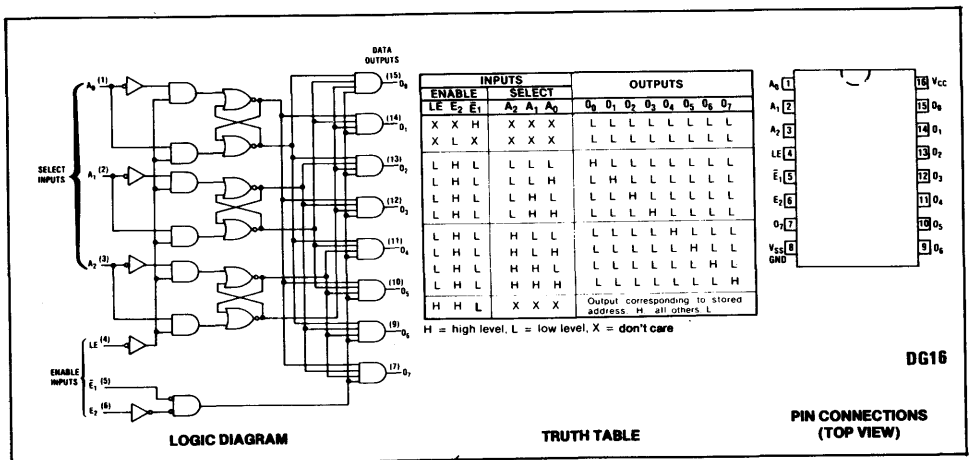 DATA
OUTPUTS
A₀ (1)
A₁ (2)
A₂ (3)
SELECT
INPUTS
LE (4)
Ē₁ (5)
E₂ (6)
ENABLE
INPUTS
(15) O₀
(14) O₁
(13) O₂
(12) O₃
(11) O₄
(10) O₅
(9) O₆
(7) O₇
LOGIC DIAGRAM
INPUTS OUTPUTS
ENABLE SELECT
LE E₂ Ē₁ A₂ A₁ A₀ O₀ O₁ O₂ O₃ O₄ O₅ O₆ O₇
X X H X X X L L L L L L L L
X L X X X X L L L L L L L L
L H L L L L H L L L L L L L
L H L L L H L H L L L L L L
L H L L H L L L H L L L L L
L H L L H H L L L H L L L L
L H L H L L L L L L H L L L
L H L H L H L L L L L H L L
L H L H H L L L L L L L H L
L H L H H H L L L L L L L H
H H L X X X Output corresponding to stored
address. H all others L
H = high level, L = low level, X = don't care
TRUTH TABLE
A₀ 1 16 VCC
A₁ 2 15 O₀
A₂ 3 14 O₁
LE 4 13 O₂
Ē₁ 5 12 O₃
E₂ 6 11 O₄
O₇ 7 10 O₅
VSS 8 9 O₆
GND
DG16
PIN CONNECTIONS
(TOP VIEW)